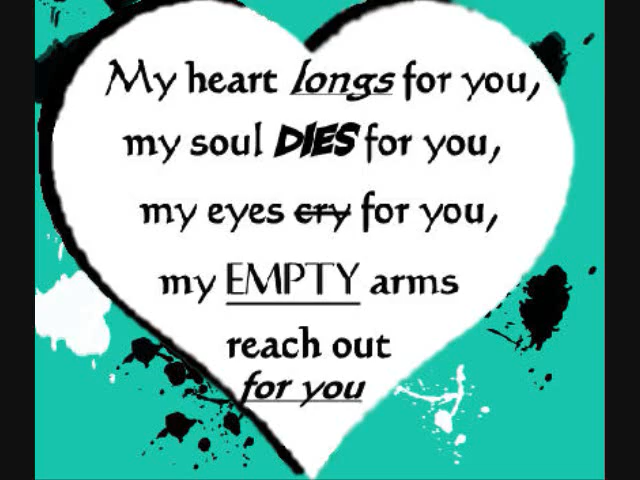 My heart longs for you,
my soul DIES for you,
my eyes cry for you,
my EMPTY arms
reach out
for you